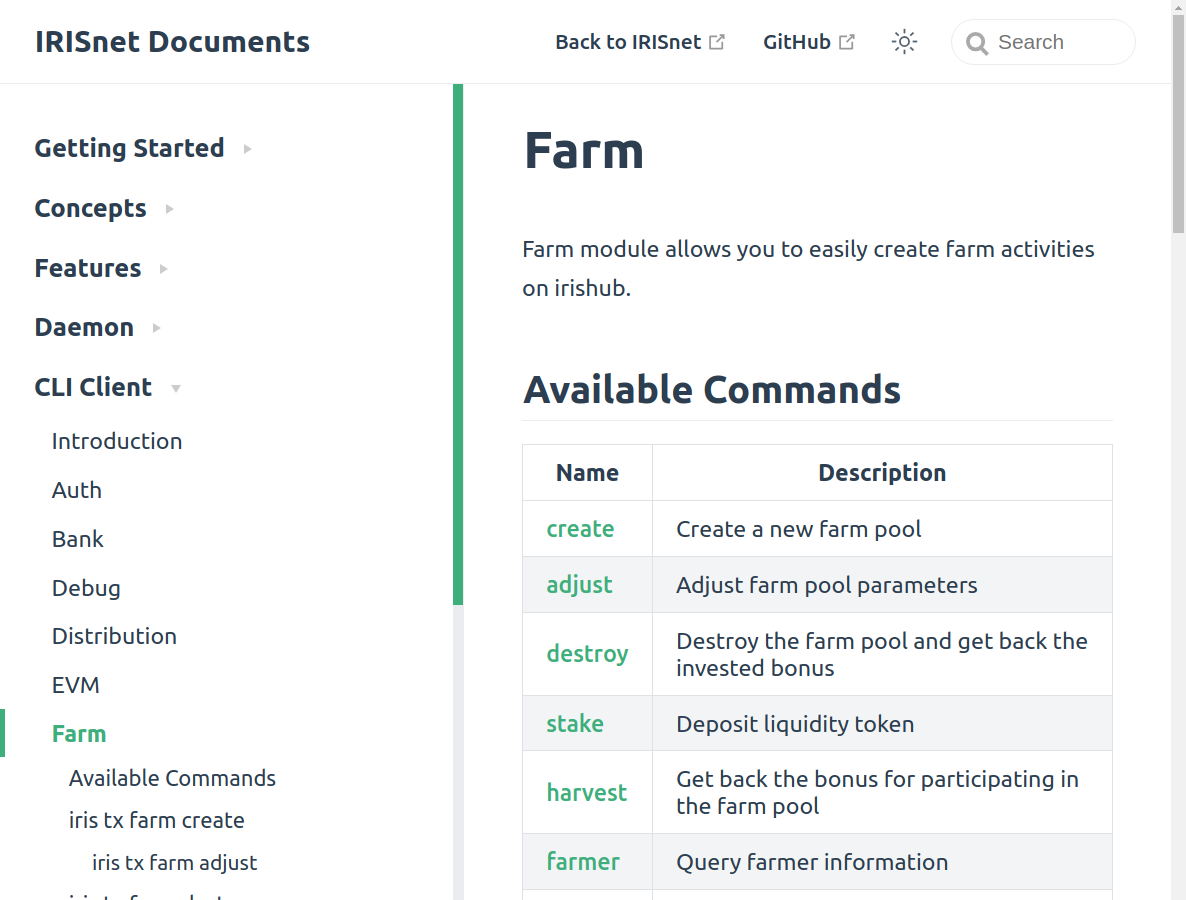 IRISnet Documents
Back to IRISnet
GitHub
Search
Getting Started
Concepts
Features
Daemon
CLI Client
Introduction
Auth
Bank
Debug
Distribution
EVM
Farm
Available Commands
iris tx farm create
iris tx farm adjust
Farm
Farm module allows you to easily create farm activities
on irishub.
Available Commands
Name Description
create Create a new farm pool
adjust Adjust farm pool parameters
destroy Destroy the farm pool and get back the
invested bonus
stake Deposit liquidity token
harvest Get back the bonus for participating in
the farm pool
farmer Query farmer information